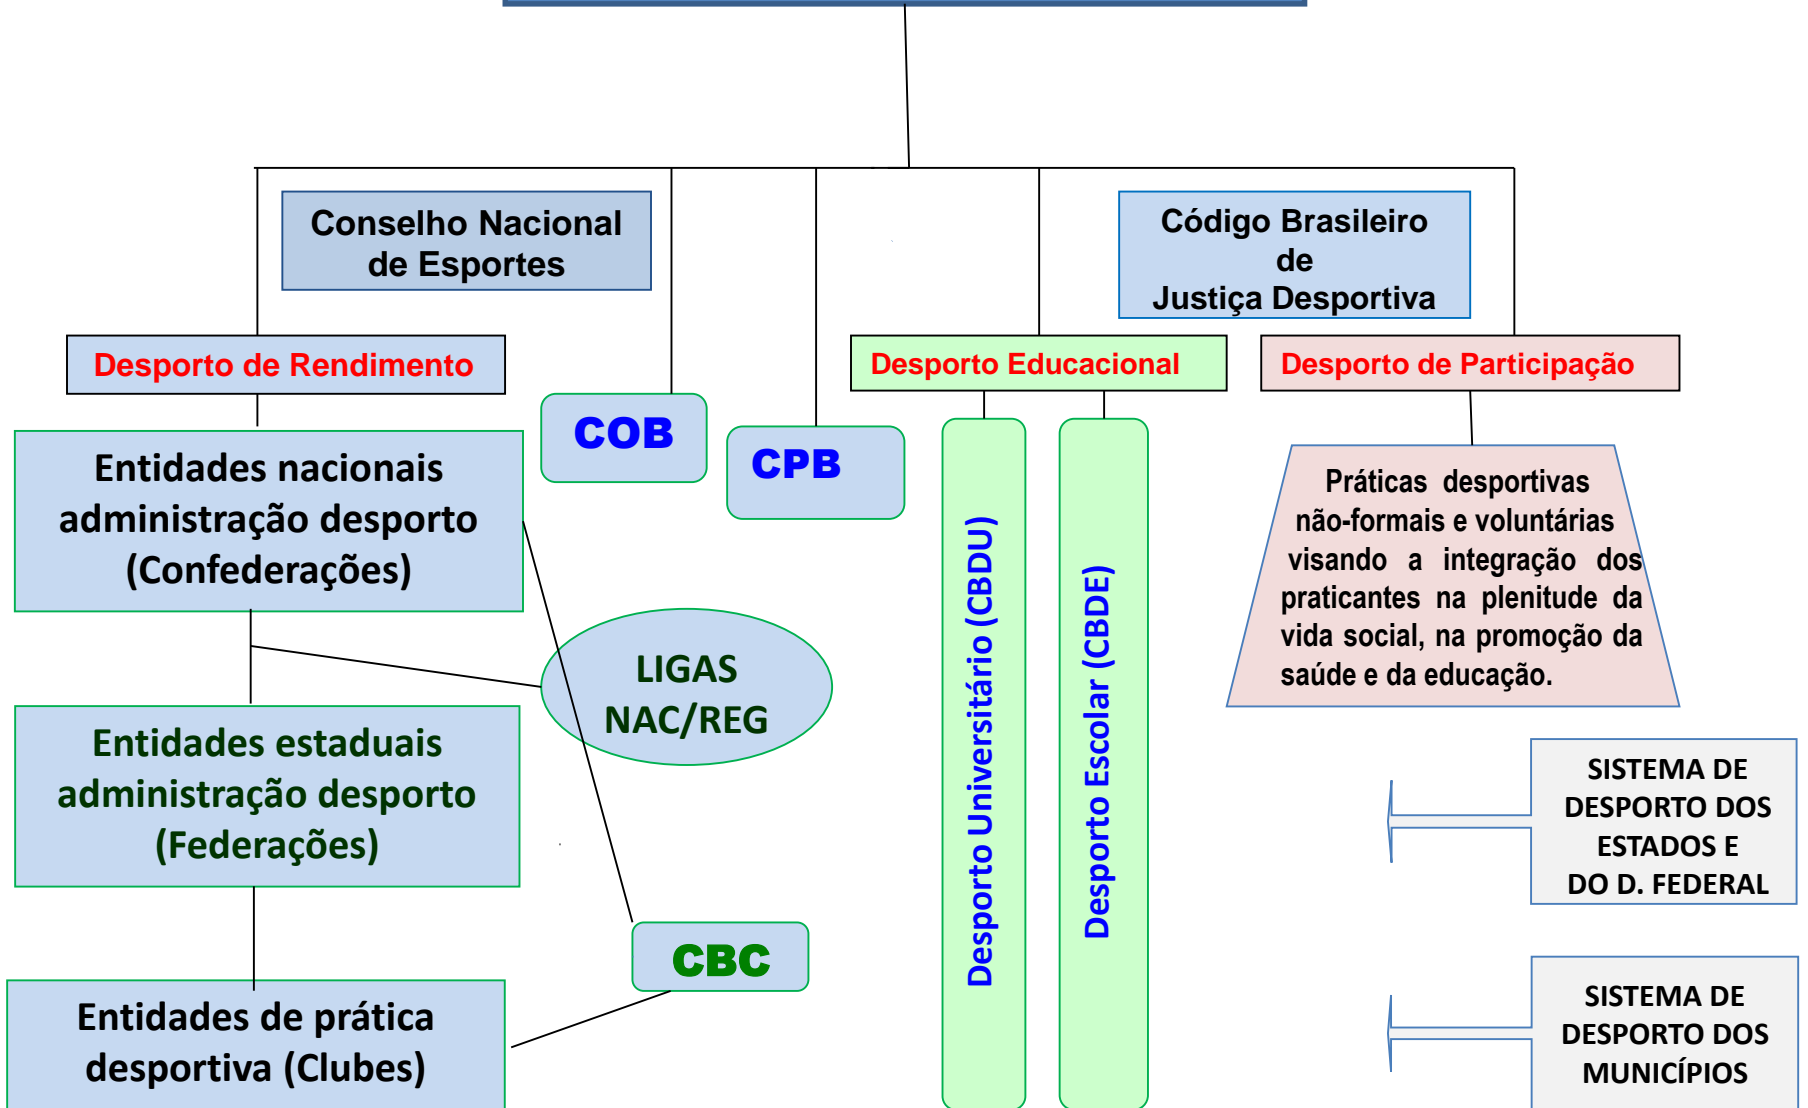 Conselho Nacional
de Esportes
Código Brasileiro
de
Justiça Desportiva
Desporto de Rendimento
Desporto Educacional
Desporto de Participação
COB
CPB
Entidades nacionais
administração desporto
(Confederações)
Práticas desportivas
não-formais e voluntárias
visando a integração dos
praticantes na plenitude da
vida social, na promoção da
saúde e da educação.
Desporto Universitário (CBDU)
Desporto Escolar (CBDE)
LIGAS
NAC/REG
Entidades estaduais
administração desporto
(Federações)
SISTEMA DE
DESPORTO DOS
ESTADOS E
DO D. FEDERAL
CBC
Entidades de prática
desportiva (Clubes)
SISTEMA DE
DESPORTO DOS
MUNICÍPIOS